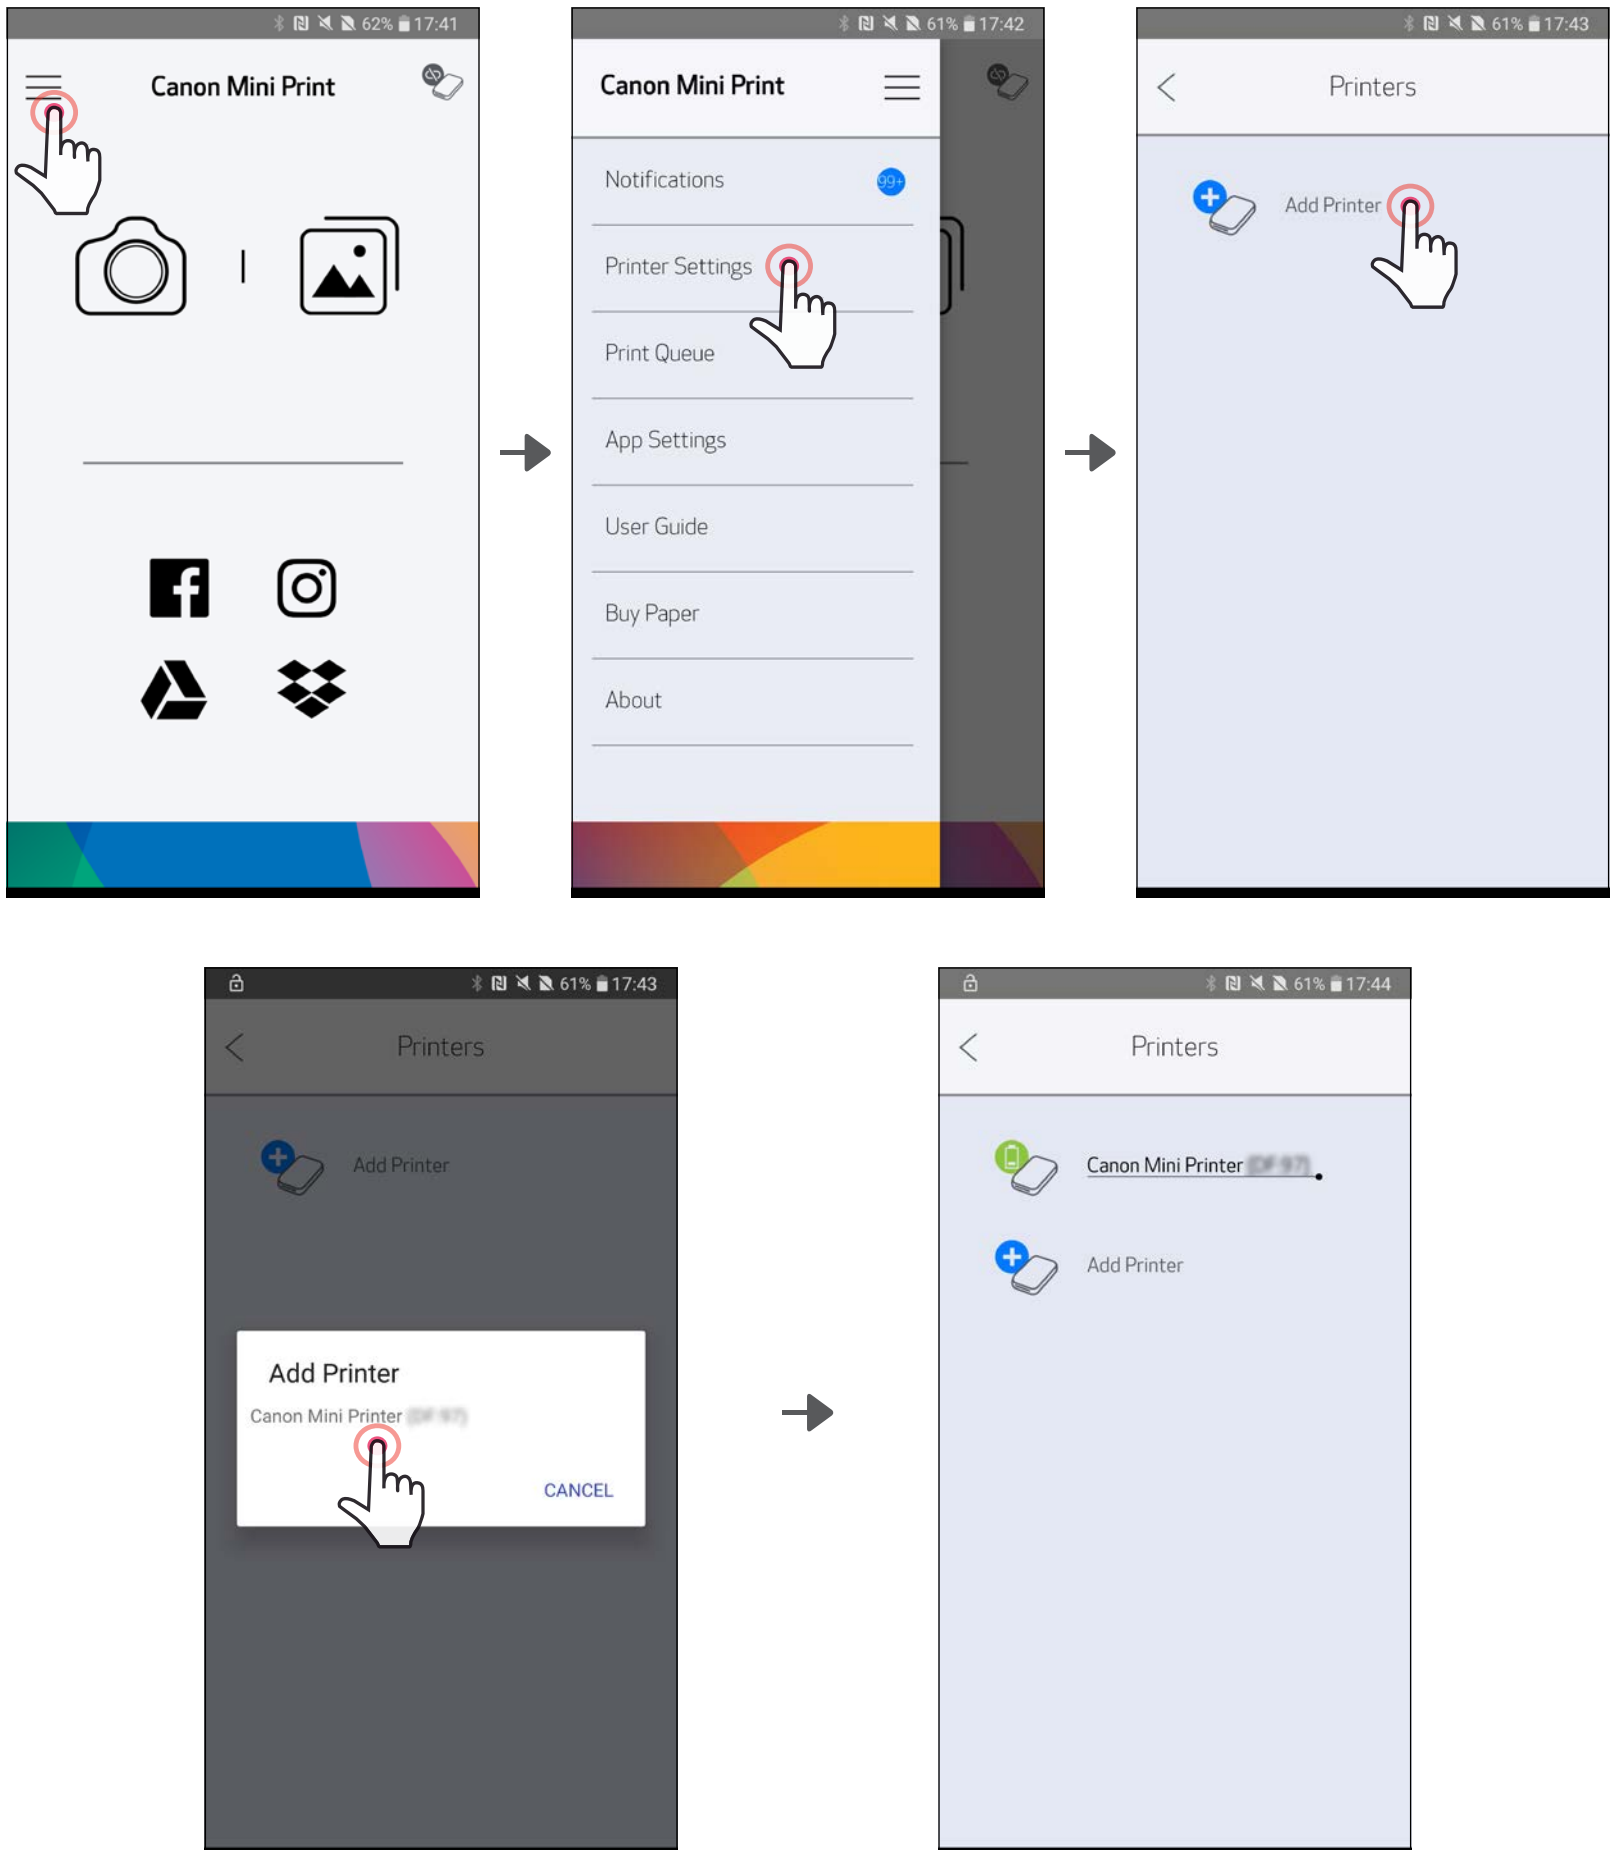 62% 17:41
Canon Mini Print
61% 17:42
Canon Mini Print
Notifications
99+
Printer Settings
Print Queue
App Settings
User Guide
Buy Paper
About
61% 17:43
Printers
Add Printer
61% 17:43
Printers
Add Printer
Add Printer
Canon Mini Printer
CANCEL
61% 17:44
Printers
Canon Mini Printer
Add Printer